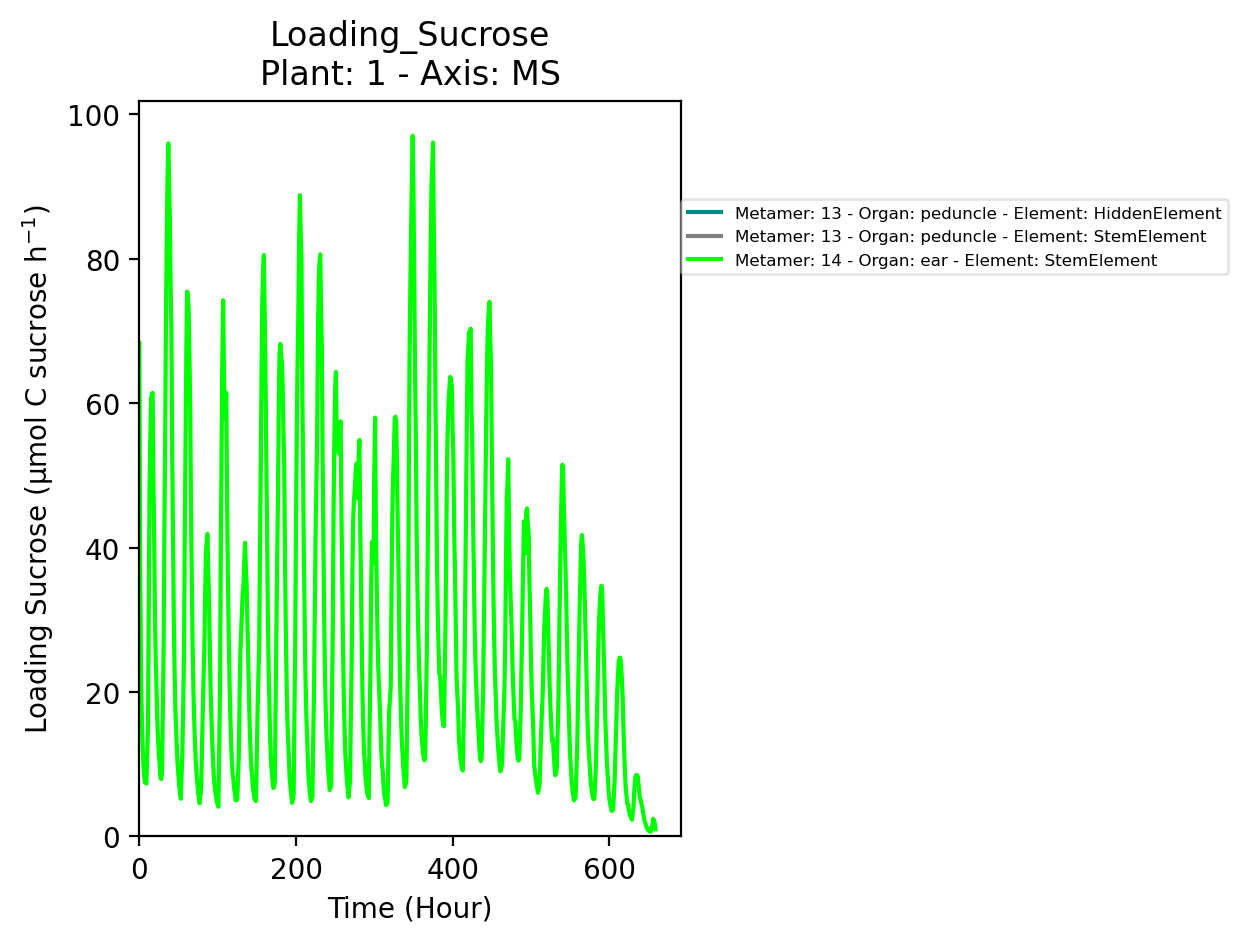 Loading_Sucrose
Plant: 1 - Axis: MS
100
80
60
40
20
0
Loading Sucrose (µmol C sucrose h⁻¹)
0 200 400 600
Time (Hour)
Metamer: 13 - Organ: peduncle - Element: HiddenElement
Metamer: 13 - Organ: peduncle - Element: StemElement
Metamer: 14 - Organ: ear - Element: StemElement